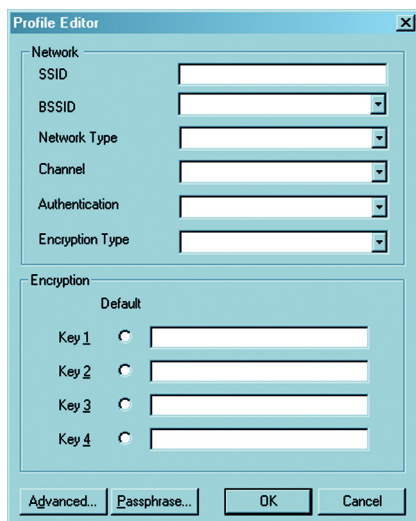 Profile Editor
Network
SSID
BSSID
Network Type
Channel
Authentication
Encryption Type
Encryption
Default
Key 1
Key 2
Key 3
Key 4
Advanced... Passphrase... OK Cancel